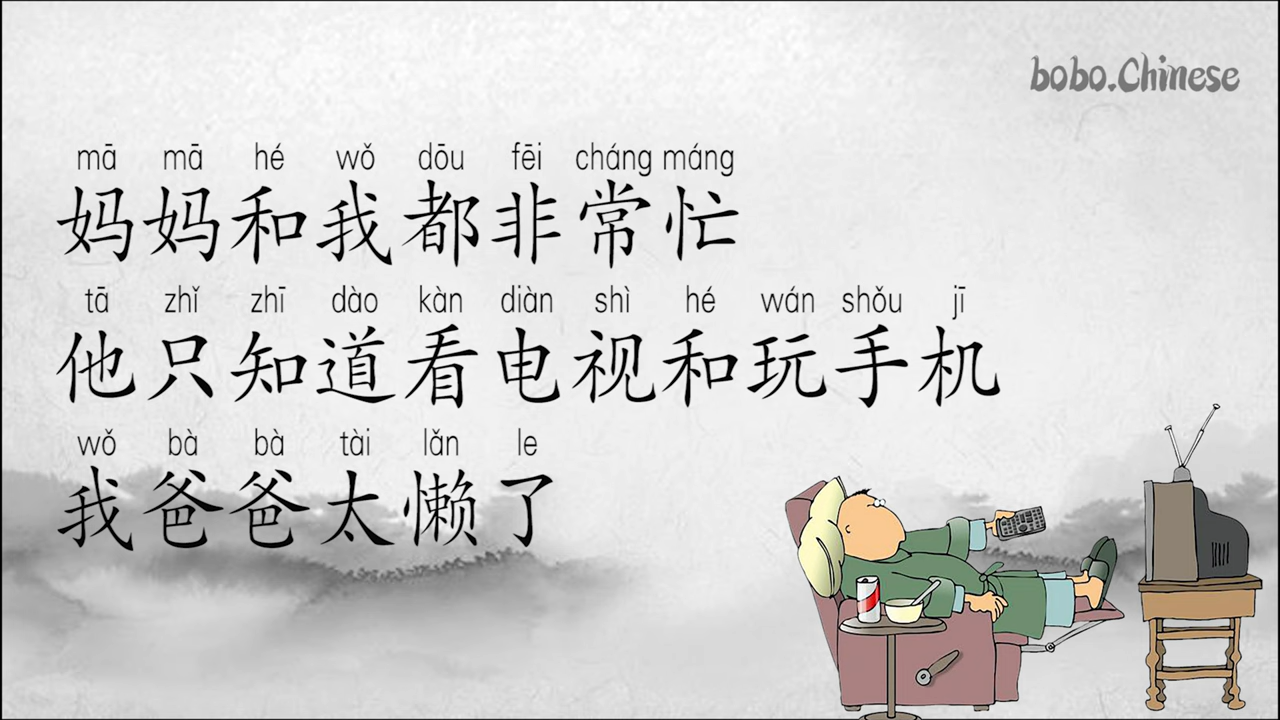 bobo.Chinese
mā mā hé wǒ dōu fēi cháng máng
妈妈和我都非常忙
tā zhǐ zhī dào kàn diàn shì hé wán shǒu jī
他只知道看电视和玩手机
wǒ bà bà tài lǎn le
我爸爸太懒了